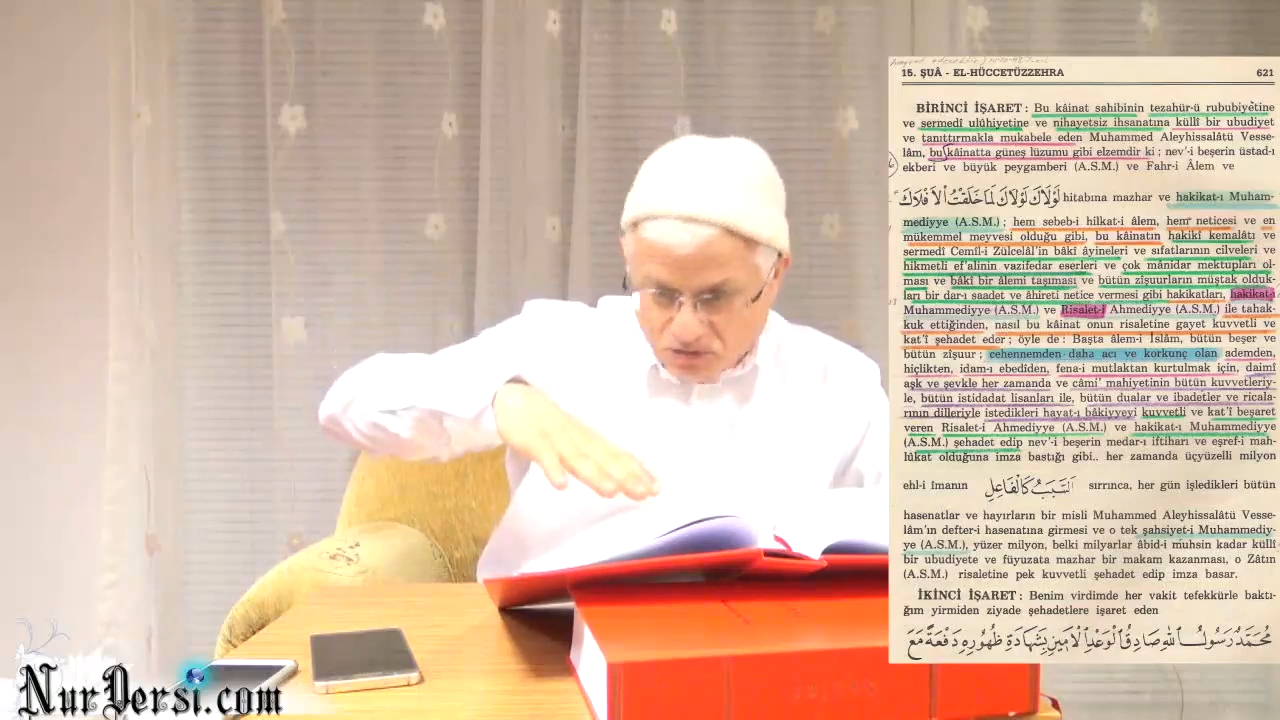 15. ŞUÂ - EL-HÜCCETÜZZEHRA 621
BİRİNCİ İŞARET : Bu kâinat sahibinin tezahür-ü rububiyetine
ve sermedî ulûhiyetine ve nihayetsiz ihsanatına küllî bir ubudiyet
ve tanıttırmakla mukabele eden Muhammed Aleyhissalâtü Vesse-
lâm, bu kâinatta güneş lüzumu gibi elzemdir ki ; nev'-i beşerin üstad-ı
ekberi ve büyük peygamberi (A.S.M.) ve Fahr-i Âlem ve
لَوْلَاكَ لَوْلَاكَ لَمَا خَلَقْتُ الْاَفْلَاكَ hitabına mazhar ve hakikat-ı Muham-
mediyye (A.S.M.) ; hem sebeb-i hilkat-i âlem, hem neticesi ve en
mükemmel meyvesi olduğu gibi, bu kâinatın hakikî kemalâtı ve
sermedî Cemîl-i Zülcelâl'in bâki âyineleri ve sıfatlarının cilveleri ve
hikmetli ef'alinin vazifedar eserleri ve çok mânidar mektupları ol-
ması ve bâki bir âlemi taşıması ve bütün zîşuurların müştak olduk-
ları bir dar-ı saadet ve âhireti netice vermesi gibi hakikatları, hakikat-ı
Muhammediyye (A.S.M.) ve Risalet-i Ahmediyye (A.S.M.) ile tahak-
kuk ettiğinden, nasıl bu kâinat onun risaletine gayet kuvvetli ve
kat'î şehadet eder ; öyle de : Başta âlem-i İslâm, bütün beşer ve
bütün zîşuur ; cehennemden daha acı ve korkunç olan ademden,
hiçlikten, idam-ı ebediden, fena-i mutlaktan kurtulmak için, daimî
aşk ve şevkle her zamanda ve câmi' mahiyetinin bütün kuvvetleriy-
le, bütün istidadat lisanları ile, bütün dualar ve ibadetler ve ricala-
rının dilleriyle istedikleri hayat-ı bâkiyyeyi kuvvetli ve kat'î beşaret
veren Risalet-i Ahmediyye (A.S.M.) ve hakikat-ı Muhammediyye
(A.S.M.) şehadet edip nev'-i beşerin medar-ı iftiharı ve eşref-i mah-
lûkat olduğuna imza bastığı gibi.. her zamanda üçyüzelli milyon
ehl-i îmanın اَلسَّبَبُ كَالْفَاعِلِ sırrınca, her gün işledikleri bütün
hasenatlar ve hayırların bir misli Muhammed Aleyhissalâtü Vesse-
lâm'ın defter-i hasenatına girmesi ve o tek şahsiyet-i Muhammediy-
ye (A.S.M.), yüzer milyon, belki milyarlar âbid-i muhsin kadar küllî
bir ubudiyete ve füyuzata mazhar bir makam kazanması, o Zâtın
(A.S.M.) risaletine pek kuvvetli şehadet edip imza basar.
İKİNCİ İŞARET : Benim virdimde her vakit tefekkürle baktı-
ğım yirmiden ziyade şehadetlere işaret eden
مُحَمَّدٌ رَسُولُ اللّٰهِ صَادِقُ الْوَعْدِ الْاَمِينِ بِشَهَادَةِ ظُهُورِهِ دَفْعَةً مَعَ
NurDersi.com